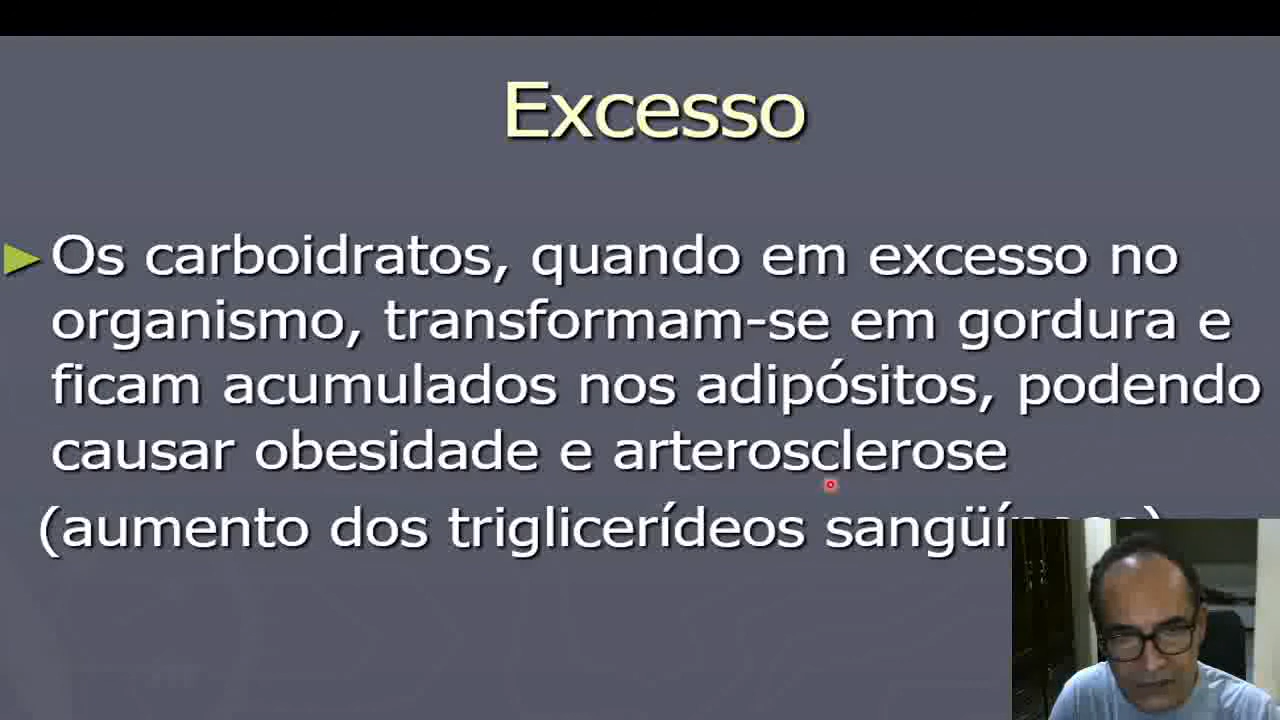 Excesso
Os carboidratos, quando em excesso no
organismo, transformam-se em gordura e
ficam acumulados nos adipósitos, podendo
causar obesidade e arterosclerose
(aumento dos triglicerídeos